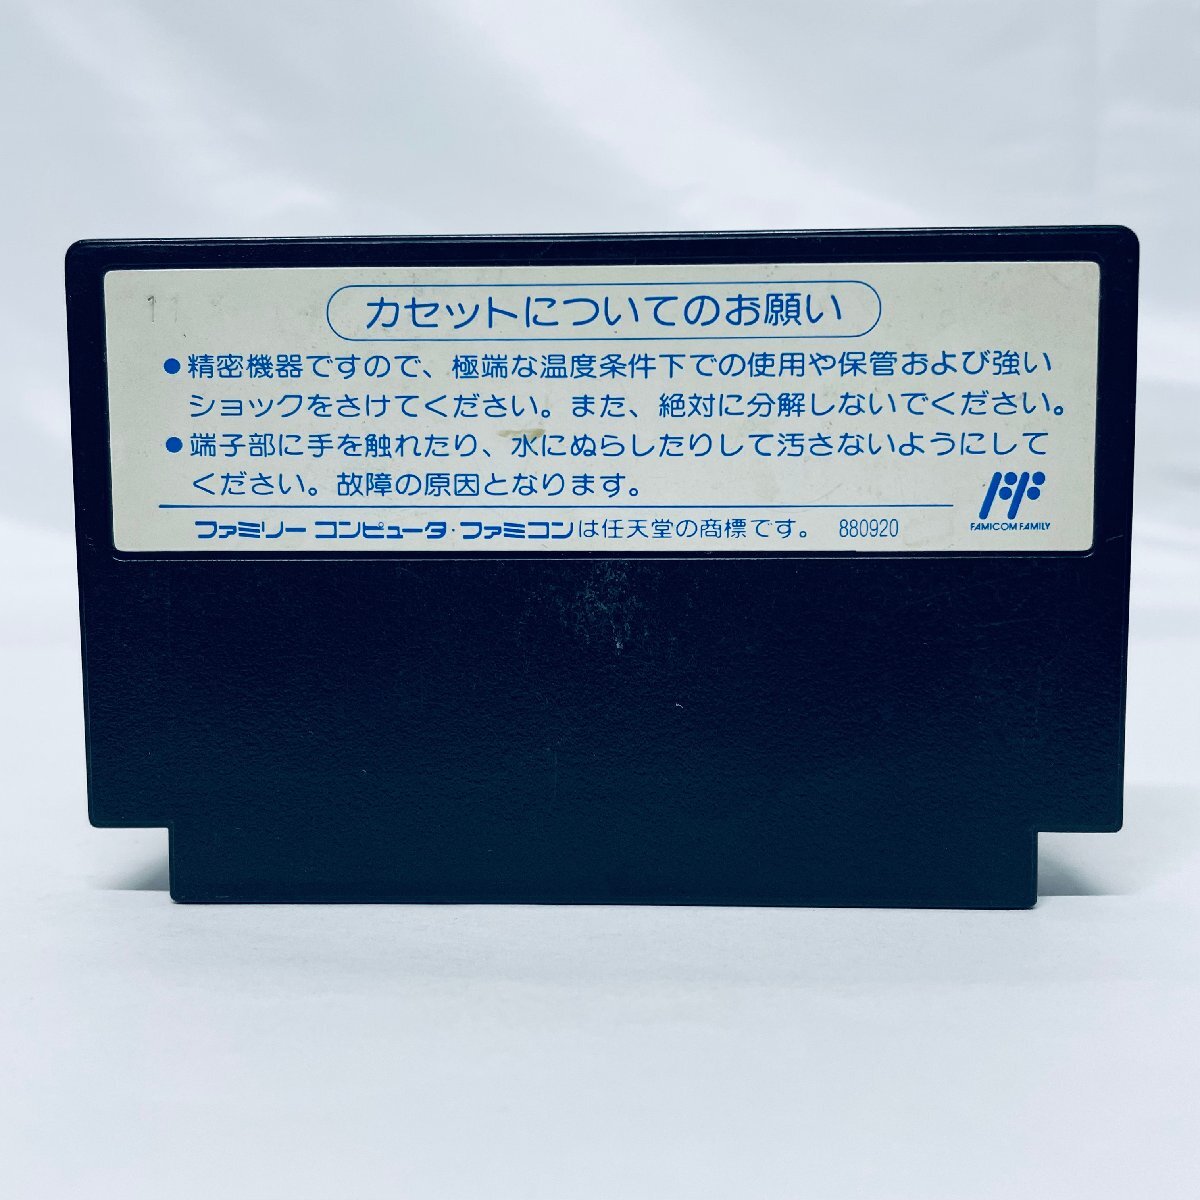 11
カセットについてのお願い
●精密機器ですので、極端な温度条件下での使用や保管および強い
ショックをさけてください。また、絶対に分解しないでください。
●端子部に手を触れたり、水にぬらしたりして汚さないようにして
ください。故障の原因となります。
ファミリーコンピュータ・ファミコンは任天堂の商標です。 880920
FAMICOM FAMILY